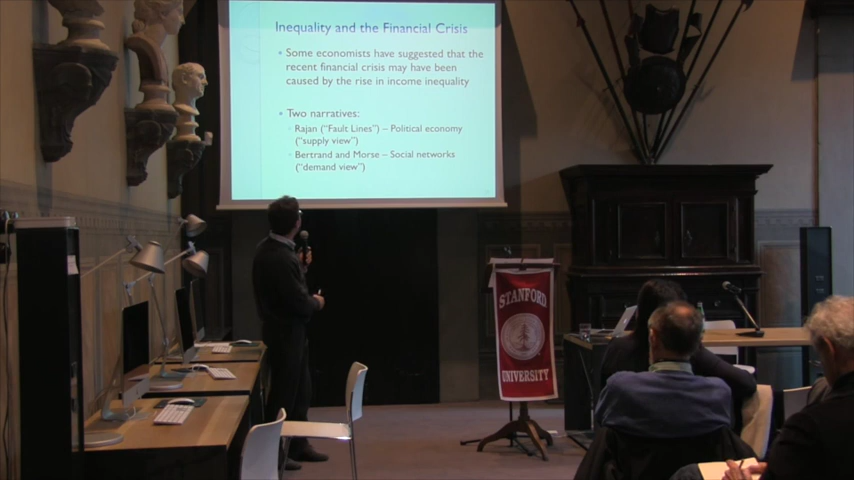 Inequality and the Financial Crisis
Some economists have suggested that the
recent financial crisis may have been
caused by the rise in income inequality
Two narratives:
Rajan ("Fault Lines") – Political economy
("supply view")
Bertrand and Morse – Social networks
("demand view")
STANFORD
UNIVERSITY